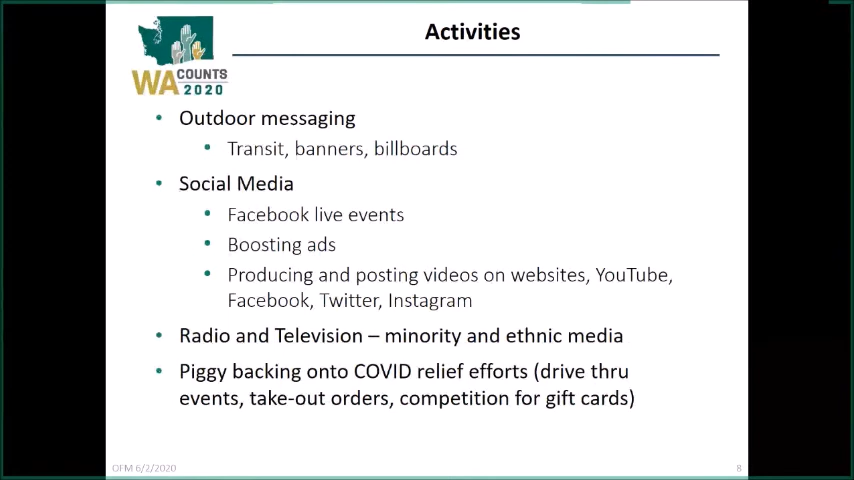 Activities
WA COUNTS
2020
• Outdoor messaging
• Transit, banners, billboards
• Social Media
• Facebook live events
• Boosting ads
• Producing and posting videos on websites, YouTube,
Facebook, Twitter, Instagram
• Radio and Television – minority and ethnic media
• Piggy backing onto COVID relief efforts (drive thru
events, take-out orders, competition for gift cards)
OFM 6/2/2020
8